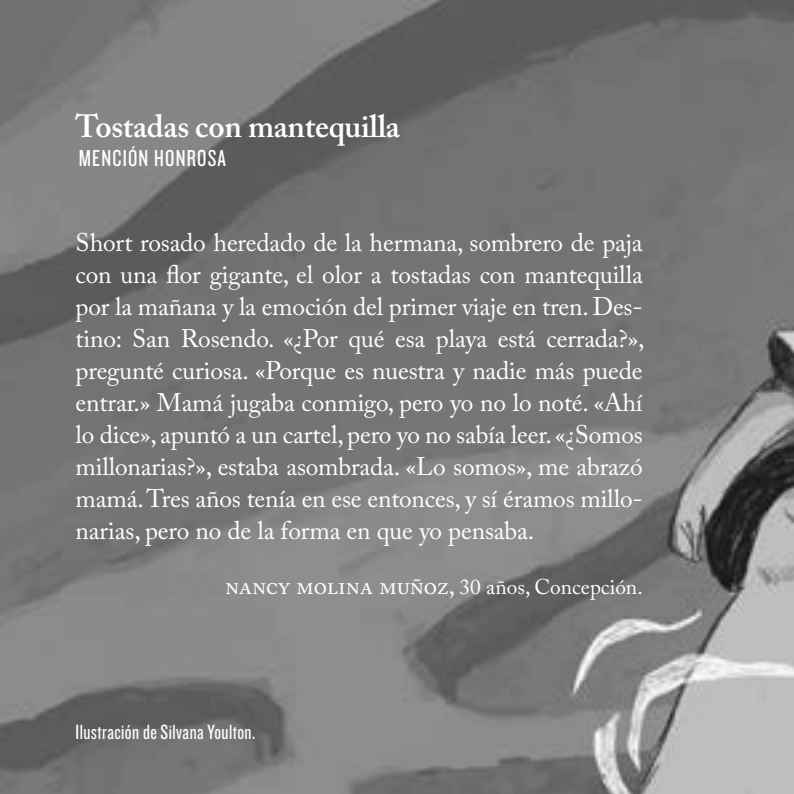 Tostadas con mantequilla
MENCIÓN HONROSA
Short rosado heredado de la hermana, sombrero de paja
con una flor gigante, el olor a tostadas con mantequilla
por la mañana y la emoción del primer viaje en tren. Des-
tino: San Rosendo. «¿Por qué esa playa está cerrada?»,
pregunté curiosa. «Porque es nuestra y nadie más puede
entrar.» Mamá jugaba conmigo, pero yo no lo noté. «Ahí
lo dice», apuntó a un cartel, pero yo no sabía leer. «¿Somos
millonarias?», estaba asombrada. «Lo somos», me abrazó
mamá. Tres años tenía en ese entonces, y sí éramos millo-
narias, pero no de la forma en que yo pensaba.
NANCY MOLINA MUÑOZ, 30 años, Concepción.
Ilustración de Silvana Youlton.